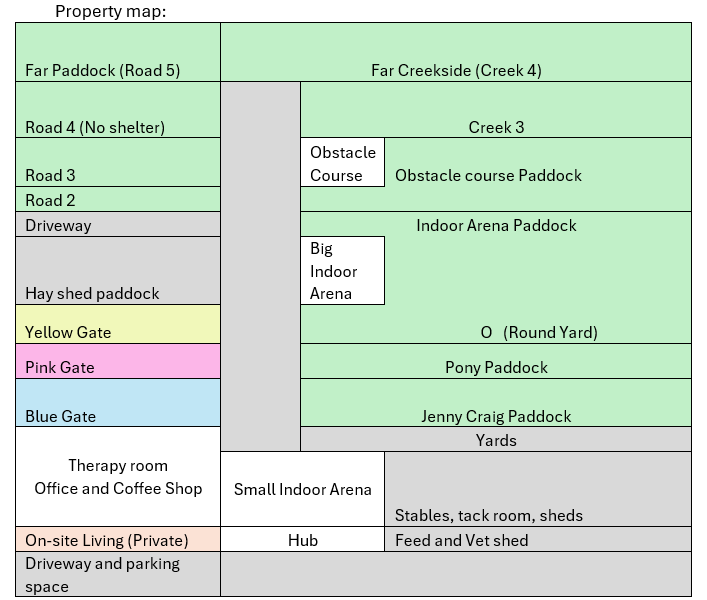 Property map:
Far Paddock (Road 5)
Far Creekside (Creek 4)
Road 4 (No shelter)
Creek 3
Obstacle
Course
Road 3
Obstacle course Paddock
Road 2
Driveway
Indoor Arena Paddock
Big
Indoor
Arena
Hay shed paddock
Yellow Gate
O (Round Yard)
Pink Gate
Pony Paddock
Blue Gate
Jenny Craig Paddock
Yards
Therapy room
Office and Coffee Shop
Small Indoor Arena
Stables, tack room, sheds
On-site Living (Private)
Hub
Feed and Vet shed
Driveway and parking
space